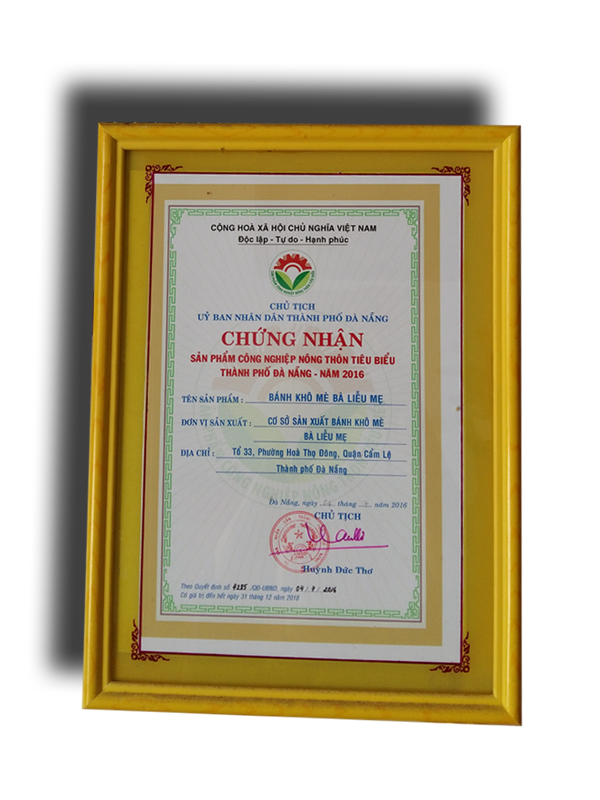 CỘNG HOÀ XÃ HỘI CHỦ NGHĨA VIỆT NAM
Độc lập - Tự do - Hạnh phúc
CHỦ TỊCH
UỶ BAN NHÂN DÂN THÀNH PHỐ ĐÀ NẴNG
CHỨNG NHẬN
SẢN PHẨM CÔNG NGHIỆP NÔNG THÔN TIÊU BIỂU
THÀNH PHỐ ĐÀ NẴNG - NĂM 2016
TÊN SẢN PHẨM : BÁNH KHÔ MÈ BÀ LIỄU MẸ
ĐƠN VỊ SẢN XUẤT : CƠ SỞ SẢN XUẤT BÁNH KHÔ MÈ
BÀ LIỄU MẸ
ĐỊA CHỈ : Tổ 33, Phường Hoà Thọ Đông, Quận Cẩm Lệ
Thành phố Đà Nẵng
Đà Nẵng, ngày tháng năm 2016
CHỦ TỊCH
Huỳnh Đức Thơ
Theo Quyết định số /QĐ-UBND, ngày 04/ 9 / 2016
Có giá trị đến hết ngày 31 tháng 12 năm 2018